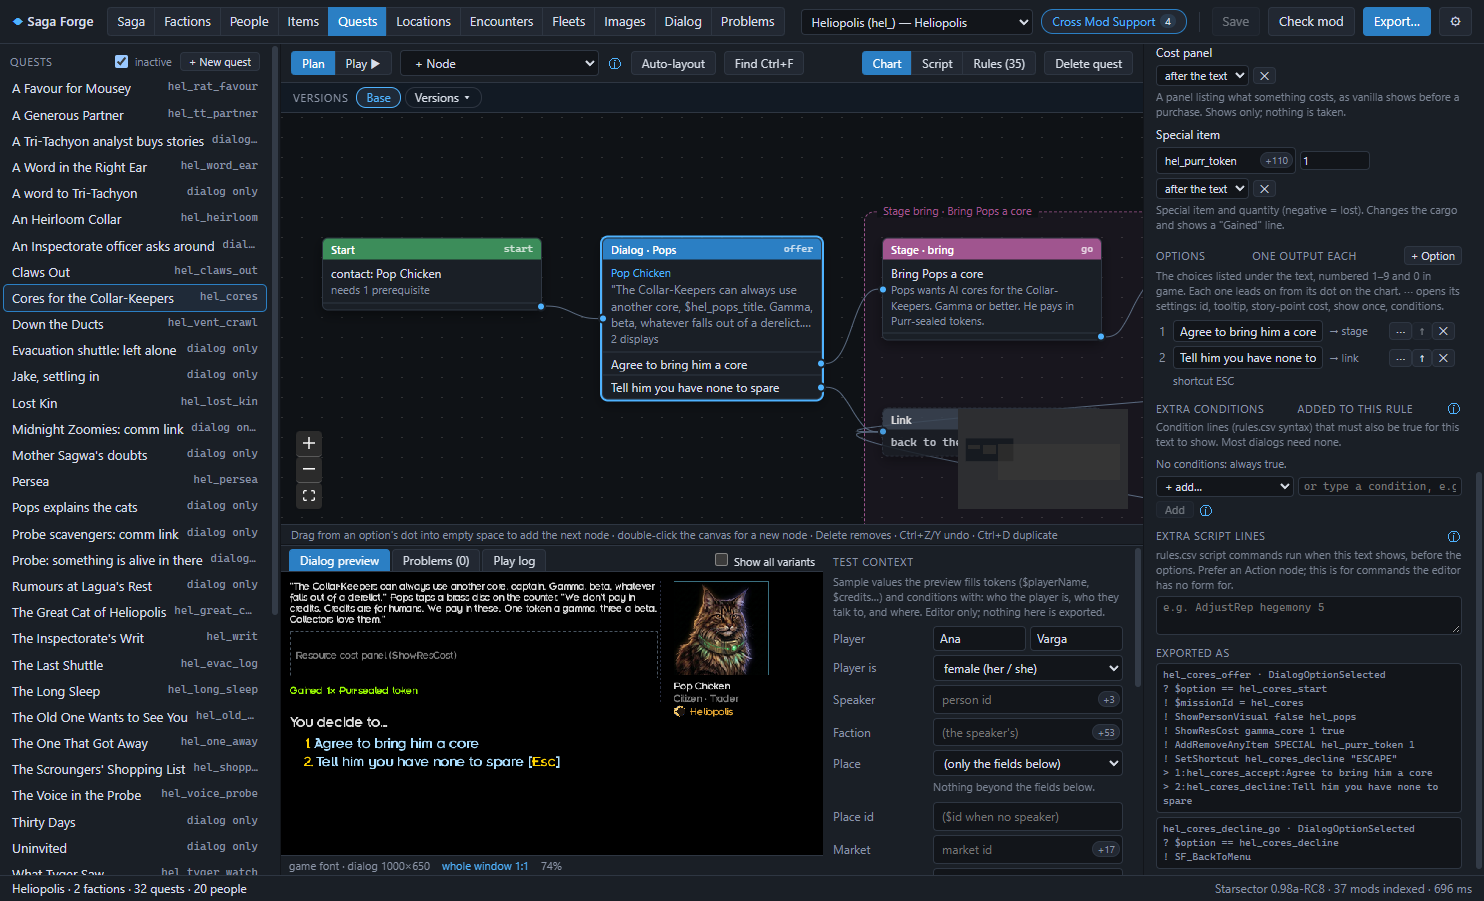 Saga Forge
Saga
Factions
People
Items
Quests
Locations
Encounters
Fleets
Images
Dialog
Problems
Heliopolis (hel_) — Heliopolis
Cross Mod Support 4
Save
Check mod
Export...
QUESTS
inactive
+ New quest
A Favour for Mousey hel_rat_favour
A Generous Partner hel_tt_partner
A Tri-Tachyon analyst buys stories dialog…
A Word in the Right Ear hel_word_ear
A word to Tri-Tachyon dialog only
An Heirloom Collar hel_heirloom
An Inspectorate officer asks around dial…
Claws Out hel_claws_out
Cores for the Collar-Keepers hel_cores
Down the Ducts hel_vent_crawl
Evacuation shuttle: left alone dialog only
Jake, settling in dialog only
Lost Kin hel_lost_kin
Midnight Zoomies: comm link dialog on…
Mother Sagwa's doubts dialog only
Persea hel_persea
Pops explains the cats dialog only
Probe scavengers: comm link dialog only
Probe: something is alive in there dialog…
Rumours at Lagua's Rest dialog only
The Great Cat of Heliopolis hel_great_c…
The Inspectorate's Writ hel_writ
The Last Shuttle hel_evac_log
The Long Sleep hel_long_sleep
The Old One Wants to See You hel_old_…
The One That Got Away hel_one_away
The Scroungers' Shopping List hel_shopp…
The Voice in the Probe hel_voice_probe
Thirty Days dialog only
Uninvited dialog only
What Tyger Saw hel_tyger_watch
Plan
Play ▶
+ Node
Auto-layout
Find Ctrl+F
Chart
Script
Rules (35)
Delete quest
VERSIONS
Base
Versions
Start start
contact: Pop Chicken
needs 1 prerequisite
Dialog · Pops offer
Pop Chicken
"The Collar-Keepers can always use
another core, $hel_pops_title. Gamma,
beta, whatever falls out of a derelict....
2 displays
Agree to bring him a core
Tell him you have none to spare
Stage bring · Bring Pops a core
Stage · bring go
Bring Pops a core
Pops wants AI cores for the Collar-
Keepers. Gamma or better. He pays in
Purr-sealed tokens.
Link
back to the
Drag from an option's dot into empty space to add the next node · double-click the canvas for a new node · Delete removes · Ctrl+Z/Y undo · Ctrl+D duplicate
Dialog preview
Problems (0)
Play log
Show all variants
"The Collar-Keepers can always use another core, captain. Gamma, beta, whatever
falls out of a derelict." Pops taps a brass disc on the counter. "We don't pay in
credits. Credits are for humans. We pay in these. One token a gamma, three a beta.
Collectors love them."
Resource cost panel (ShowResCost)
Gained 1x Purr-sealed token
Pop Chicken
Citizen · Trader
Heliopolis
You decide to...
1. Agree to bring him a core
2. Tell him you have none to spare [Esc]
game font · dialog 1000×650 whole window 1:1 74%
TEST CONTEXT
Sample values the preview fills tokens ($playerName,
$credits…) and conditions with: who the player is, who they
talk to, and where. Editor only; nothing here is exported.
Player Ana Varga
Player is female (her / she)
Speaker person id +3
Faction (the speaker's) +53
Place (only the fields below)
Nothing beyond the fields below.
Place id ($id when no speaker)
Market market id +17
Cost panel
after the text
A panel listing what something costs, as vanilla shows before a
purchase. Shows only; nothing is taken.
Special item
hel_purr_token +110 1
after the text
Special item and quantity (negative = lost). Changes the cargo
and shows a "Gained" line.
OPTIONS ONE OUTPUT EACH + Option
The choices listed under the text, numbered 1–9 and 0 in
game. Each one leads on from its dot on the chart. ··· opens its
settings: id, tooltip, story-point cost, show once, conditions.
1 Agree to bring him a core → stage ... ↑ ✕
2 Tell him you have none to → link ... ↑ ✕
shortcut ESC
EXTRA CONDITIONS ADDED TO THIS RULE
Condition lines (rules.csv syntax) that must also be true for this
text to show. Most dialogs need none.
No conditions: always true.
+ add... or type a condition, e.g
Add
EXTRA SCRIPT LINES
rules.csv script commands run when this text shows, before the
options. Prefer an Action node; this is for commands the editor
has no form for.
e.g. AdjustRep hegemony 5
EXPORTED AS
hel_cores_offer · DialogOptionSelected
? $option == hel_cores_start
! $missionId = hel_cores
! ShowPersonVisual false hel_pops
! ShowResCost gamma_core 1 true
! AddRemoveAnyItem SPECIAL hel_purr_token 1
! SetShortcut hel_cores_decline "ESCAPE"
> 1:hel_cores_accept:Agree to bring him a core
> 2:hel_cores_decline:Tell him you have none to
spare
hel_cores_decline_go · DialogOptionSelected
? $option == hel_cores_decline
! SF_BackToMenu
Heliopolis · 2 factions · 32 quests · 20 people
Starsector 0.98a-RC8 · 37 mods indexed · 696 ms